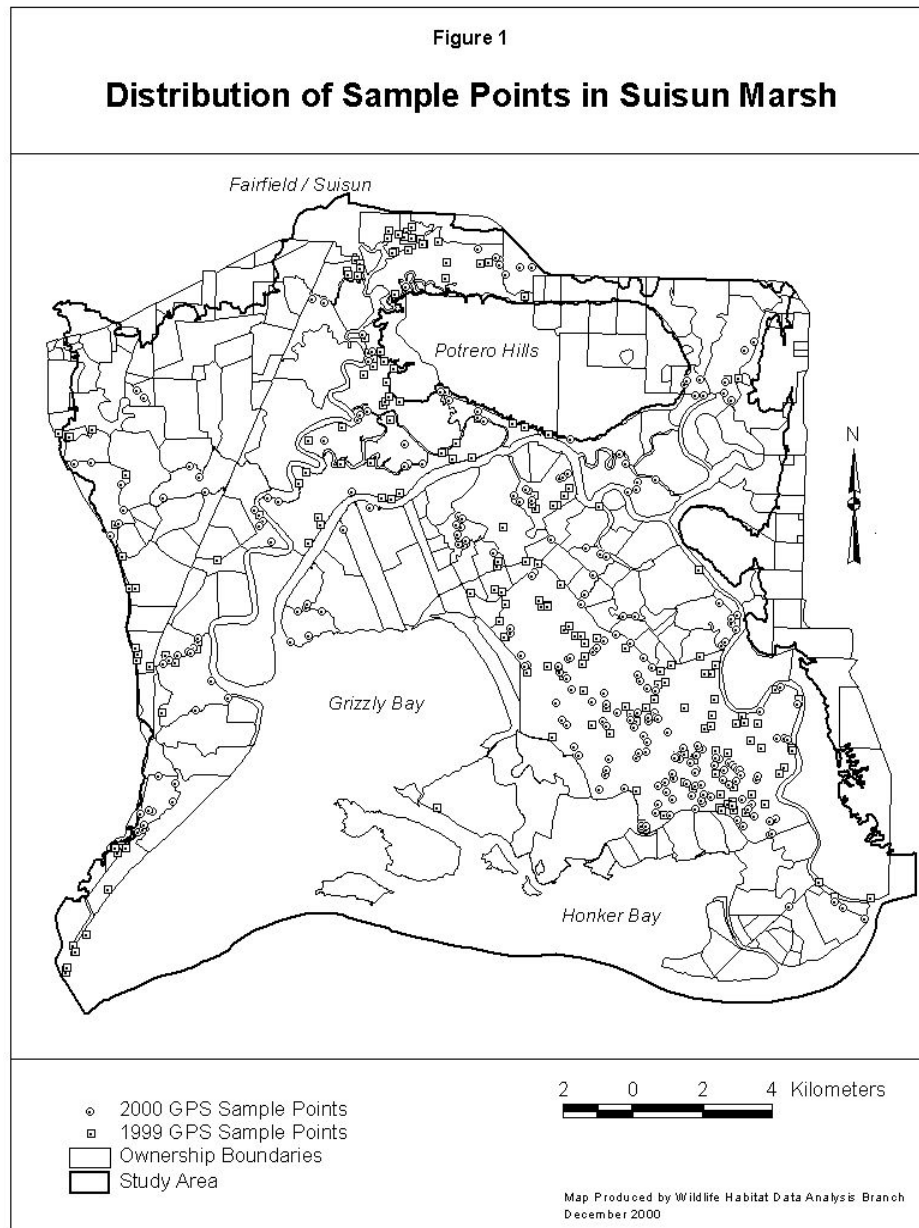 Figure 1
Distribution of Sample Points in Suisun Marsh
Fairfield / Suisun
Potrero Hills
N
Grizzly Bay
Honker Bay
2 0 2 4 Kilometers
2000 GPS Sample Points
1999 GPS Sample Points
Ownership Boundaries
Study Area
Map Produced by Wildlife Habitat Data Analysis Branch
December 2000